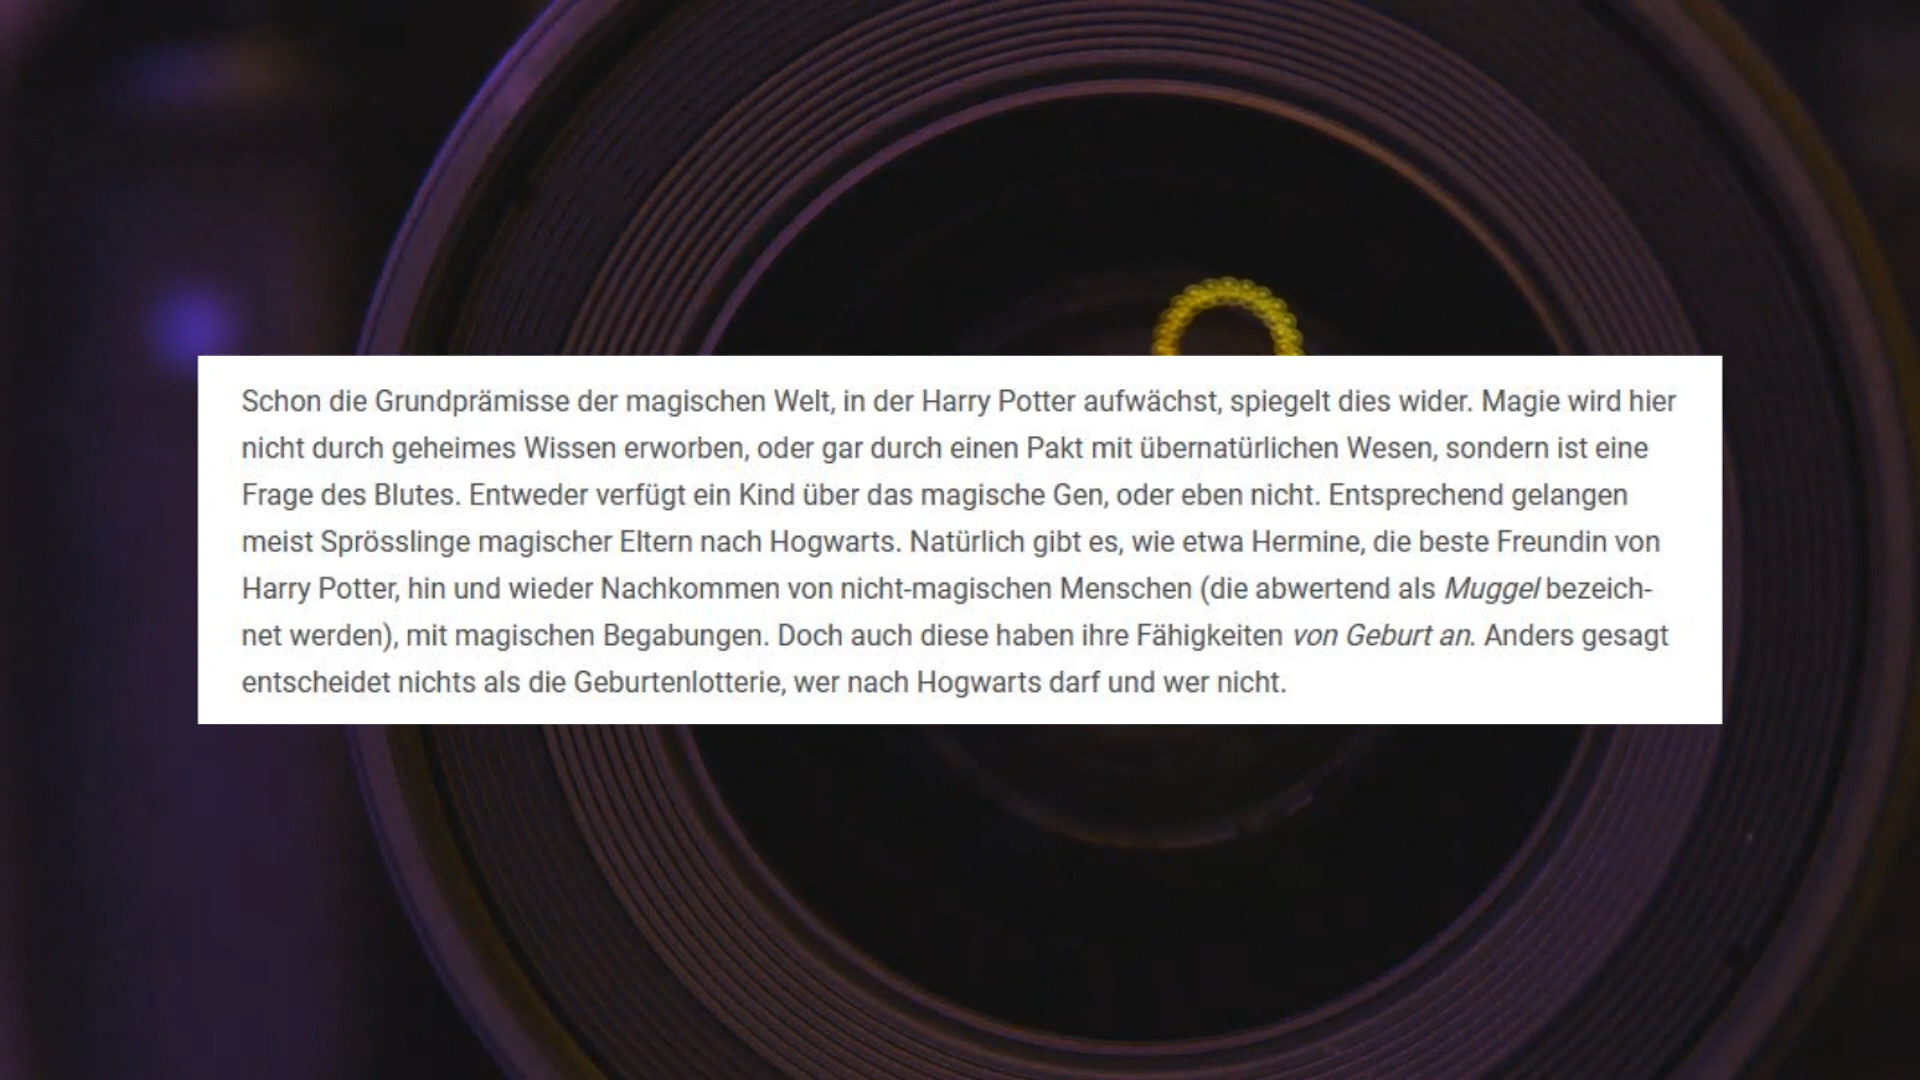 Schon die Grundprämisse der magischen Welt, in der Harry Potter aufwächst, spiegelt dies wider. Magie wird hier
nicht durch geheimes Wissen erworben, oder gar durch einen Pakt mit übernatürlichen Wesen, sondern ist eine
Frage des Blutes. Entweder verfügt ein Kind über das magische Gen, oder eben nicht. Entsprechend gelangen
meist Sprösslinge magischer Eltern nach Hogwarts. Natürlich gibt es, wie etwa Hermine, die beste Freundin von
Harry Potter, hin und wieder Nachkommen von nicht-magischen Menschen (die abwertend als Muggel bezeich-
net werden), mit magischen Begabungen. Doch auch diese haben ihre Fähigkeiten von Geburt an. Anders gesagt
entscheidet nichts als die Geburtenlotterie, wer nach Hogwarts darf und wer nicht.